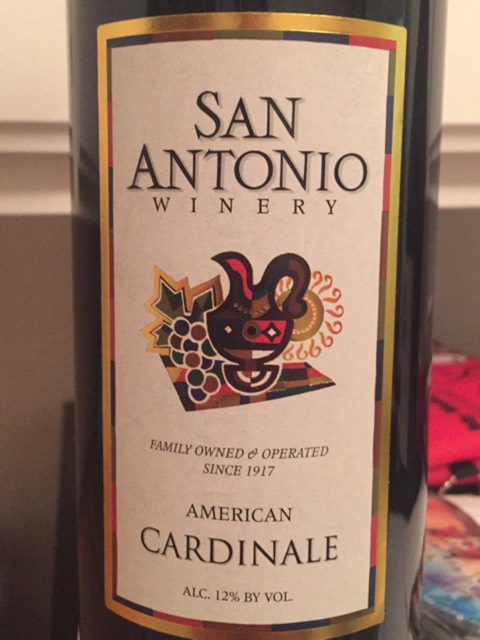 SAN
ANTONIO
WINERY
FAMILY OWNED & OPERATED
SINCE 1917
AMERICAN
CARDINALE
ALC. 12% BY VOL.